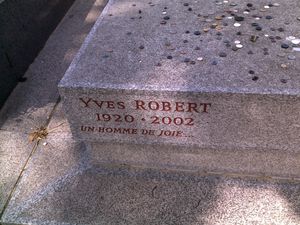 YVES ROBERT
1920 • 2002
UN HOMME DE JOIE...